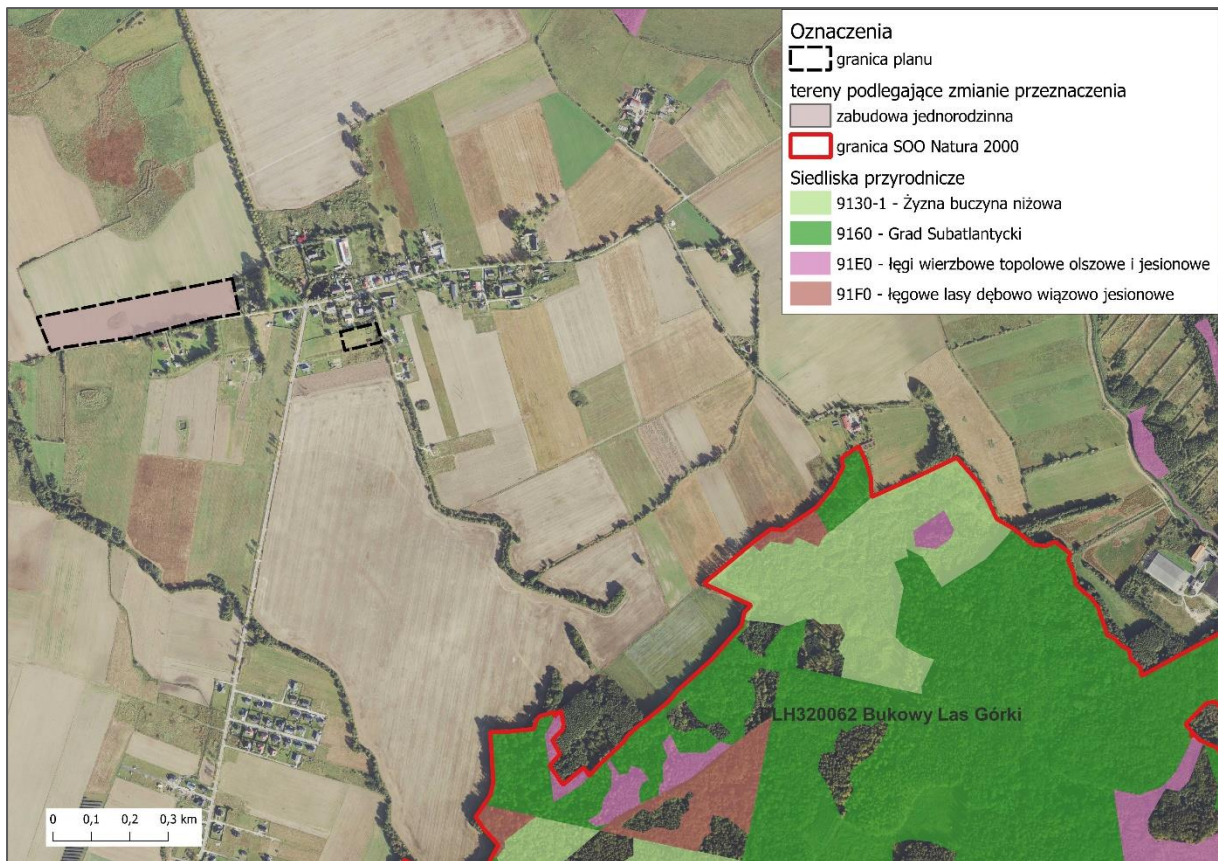 Oznaczenia
granica planu
tereny podlegające zmianie przeznaczenia
zabudowa jednorodzinna
granica SOO Natura 2000
Siedliska przyrodnicze
9130-1 - Żyzna buczyna niżowa
9160 - Grad Subatlantycki
91E0 - łęgi wierzbowe topolowe olszowe i jesionowe
91F0 - łęgowe lasy dębowo wiązowo jesionowe
PLH320062 Bukowy Las Górki
0 0,1 0,2 0,3 km